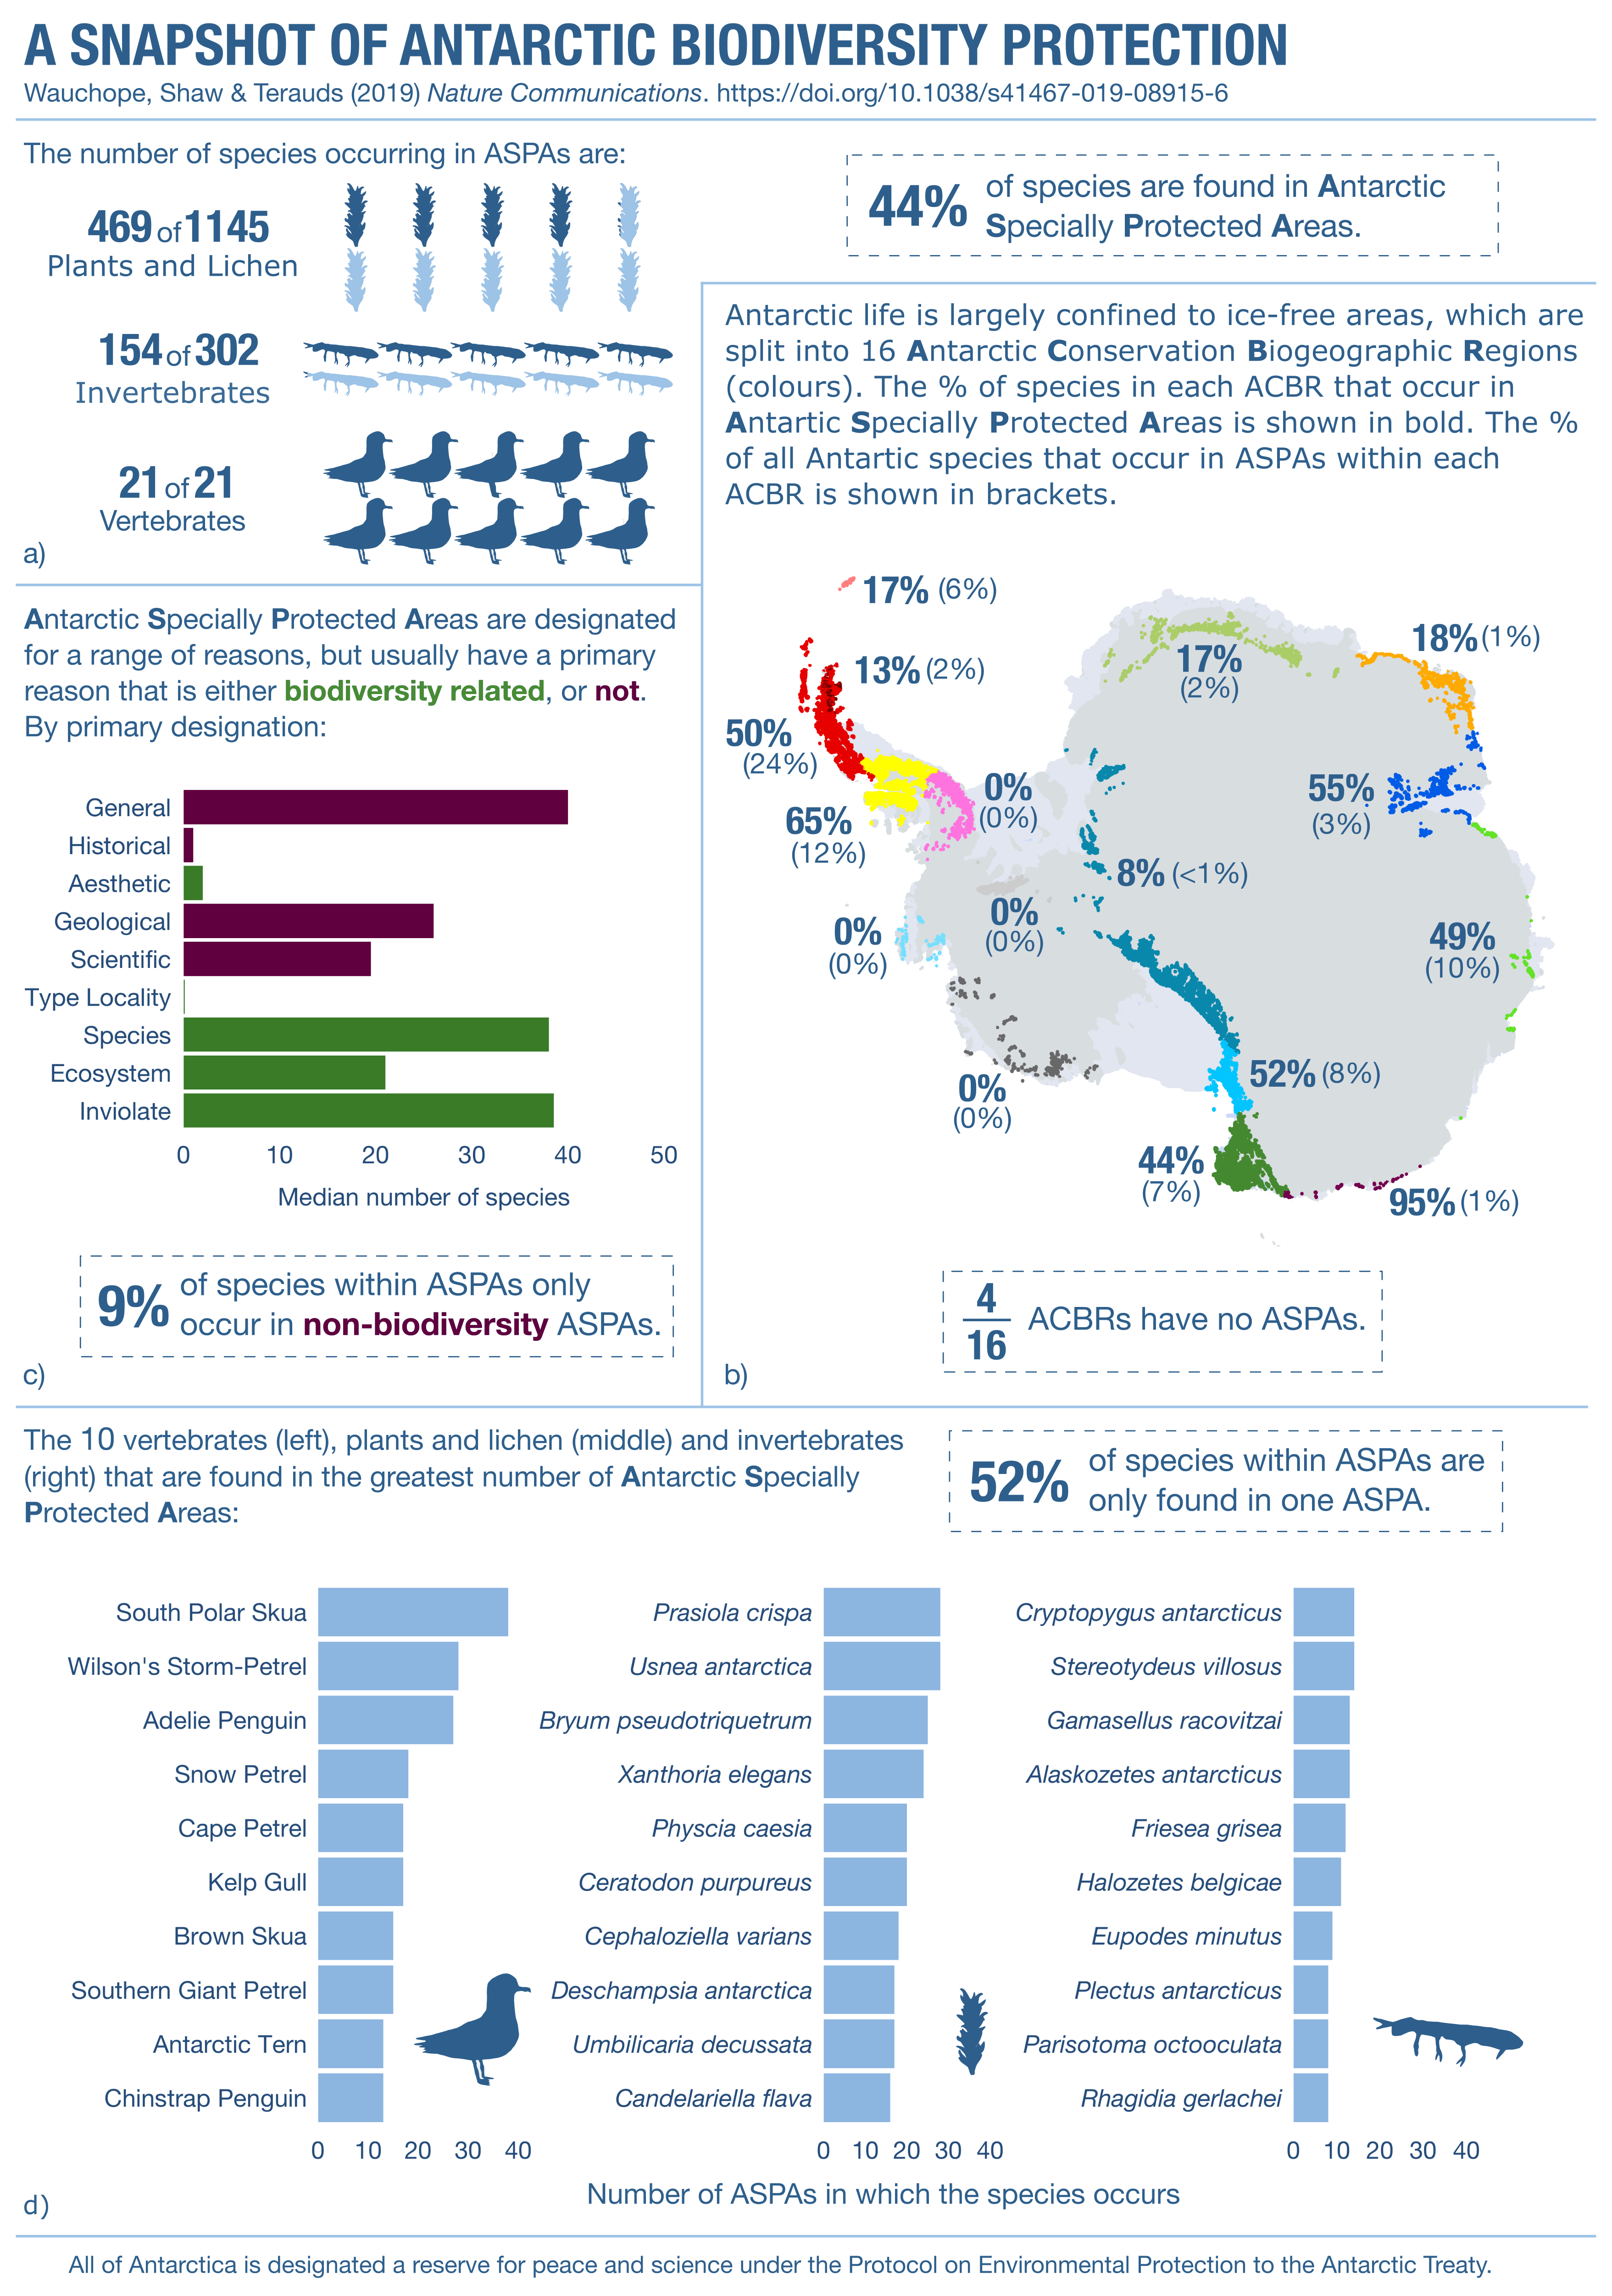 A SNAPSHOT OF ANTARCTIC BIODIVERSITY PROTECTION
Wauchope, Shaw & Terauds (2019) Nature Communications. https://doi.org/10.1038/s41467-019-08915-6
The number of species occurring in ASPAs are:
469 of 1145
Plants and Lichen
154 of 302
Invertebrates
21 of 21
Vertebrates
a)
44% of species are found in Antarctic
Specially Protected Areas.
Antarctic life is largely confined to ice-free areas, which are
split into 16 Antarctic Conservation Biogeographic Regions
(colours). The % of species in each ACBR that occur in
Antartic Specially Protected Areas is shown in bold. The %
of all Antartic species that occur in ASPAs within each
ACBR is shown in brackets.
17% (6%)
13% (2%)
50%
(24%)
65%
(12%)
0%
(0%)
17%
(2%)
18% (1%)
55%
(3%)
8% (<1%)
0%
(0%)
0%
(0%)
49%
(10%)
0%
(0%)
52% (8%)
44%
(7%)
95% (1%)
4
16
ACBRs have no ASPAs.
b)
Antarctic Specially Protected Areas are designated
for a range of reasons, but usually have a primary
reason that is either biodiversity related, or not.
By primary designation:
General
Historical
Aesthetic
Geological
Scientific
Type Locality
Species
Ecosystem
Inviolate
0 10 20 30 40 50
Median number of species
9% of species within ASPAs only
occur in non-biodiversity ASPAs.
c)
The 10 vertebrates (left), plants and lichen (middle) and invertebrates
(right) that are found in the greatest number of Antarctic Specially
Protected Areas:
52% of species within ASPAs are
only found in one ASPA.
South Polar Skua
Wilson's Storm-Petrel
Adelie Penguin
Snow Petrel
Cape Petrel
Kelp Gull
Brown Skua
Southern Giant Petrel
Antarctic Tern
Chinstrap Penguin
0 10 20 30 40
Prasiola crispa
Usnea antarctica
Bryum pseudotriquetrum
Xanthoria elegans
Physcia caesia
Ceratodon purpureus
Cephaloziella varians
Deschampsia antarctica
Umbilicaria decussata
Candelariella flava
0 10 20 30 40
Cryptopygus antarcticus
Stereotydeus villosus
Gamasellus racovitzai
Alaskozetes antarcticus
Friesea grisea
Halozetes belgicae
Eupodes minutus
Plectus antarcticus
Parisotoma octooculata
Rhagidia gerlachei
0 10 20 30 40
Number of ASPAs in which the species occurs
d)
All of Antarctica is designated a reserve for peace and science under the Protocol on Environmental Protection to the Antarctic Treaty.